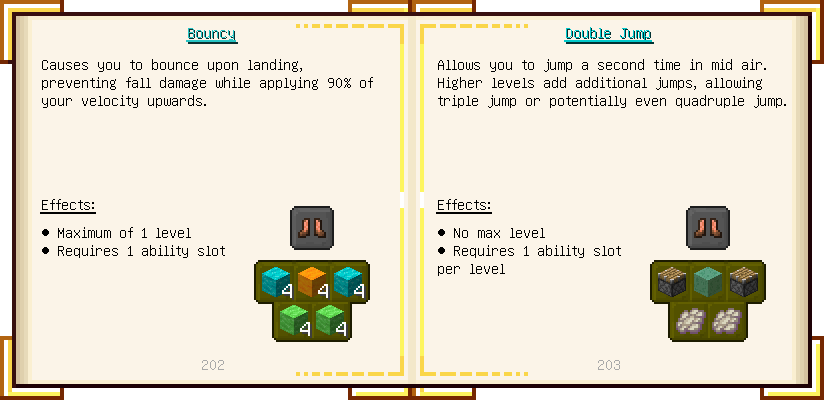 Bouncy
Causes you to bounce upon landing,
preventing fall damage while applying 90% of
your velocity upwards.
Effects:
● Maximum of 1 level
● Requires 1 ability slot
4 4 4
4 4
202
Double Jump
Allows you to jump a second time in mid air.
Higher levels add additional jumps, allowing
triple jump or potentially even quadruple jump.
Effects:
● No max level
● Requires 1 ability slot
per level
203